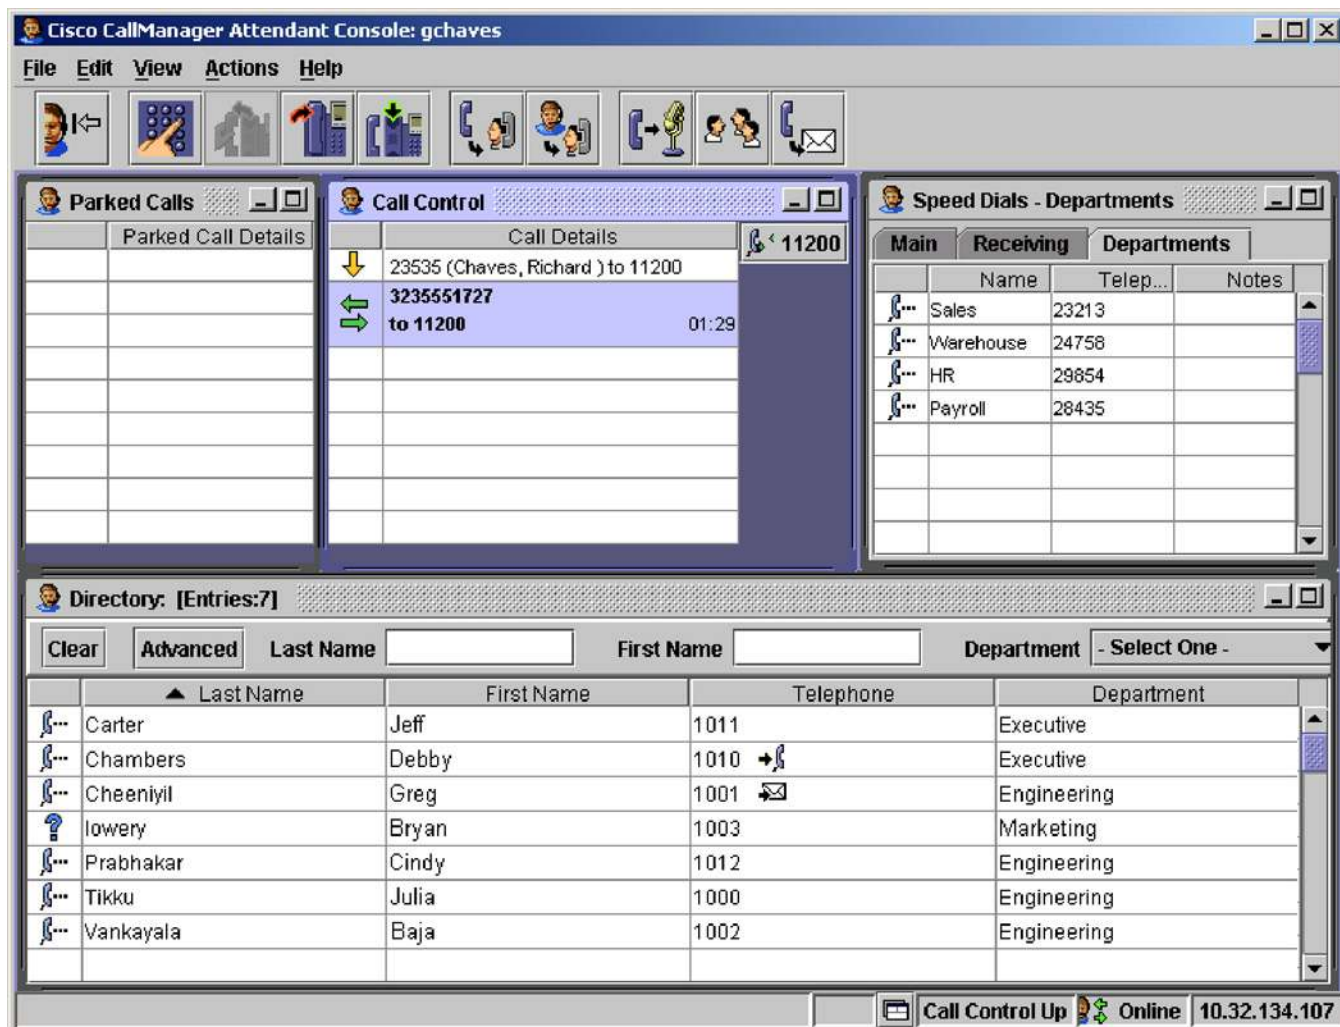 Cisco CallManager Attendant Console: gchaves
File Edit View Actions Help
Parked Calls
Parked Call Details
Call Control
Call Details
11200
23535 (Chaves, Richard ) to 11200
3235551727
to 11200 01:29
Speed Dials - Departments
Main Receiving Departments
Name Telep... Notes
Sales 23213
Warehouse 24758
HR 29854
Payroll 28435
Directory: [Entries:7]
Clear Advanced Last Name First Name Department - Select One -
Last Name First Name Telephone Department
Carter Jeff 1011 Executive
Chambers Debby 1010 Executive
Cheeniyil Greg 1001 Engineering
lowery Bryan 1003 Marketing
Prabhakar Cindy 1012 Engineering
Tikku Julia 1000 Engineering
Vankayala Baja 1002 Engineering
Call Control Up Online 10.32.134.107